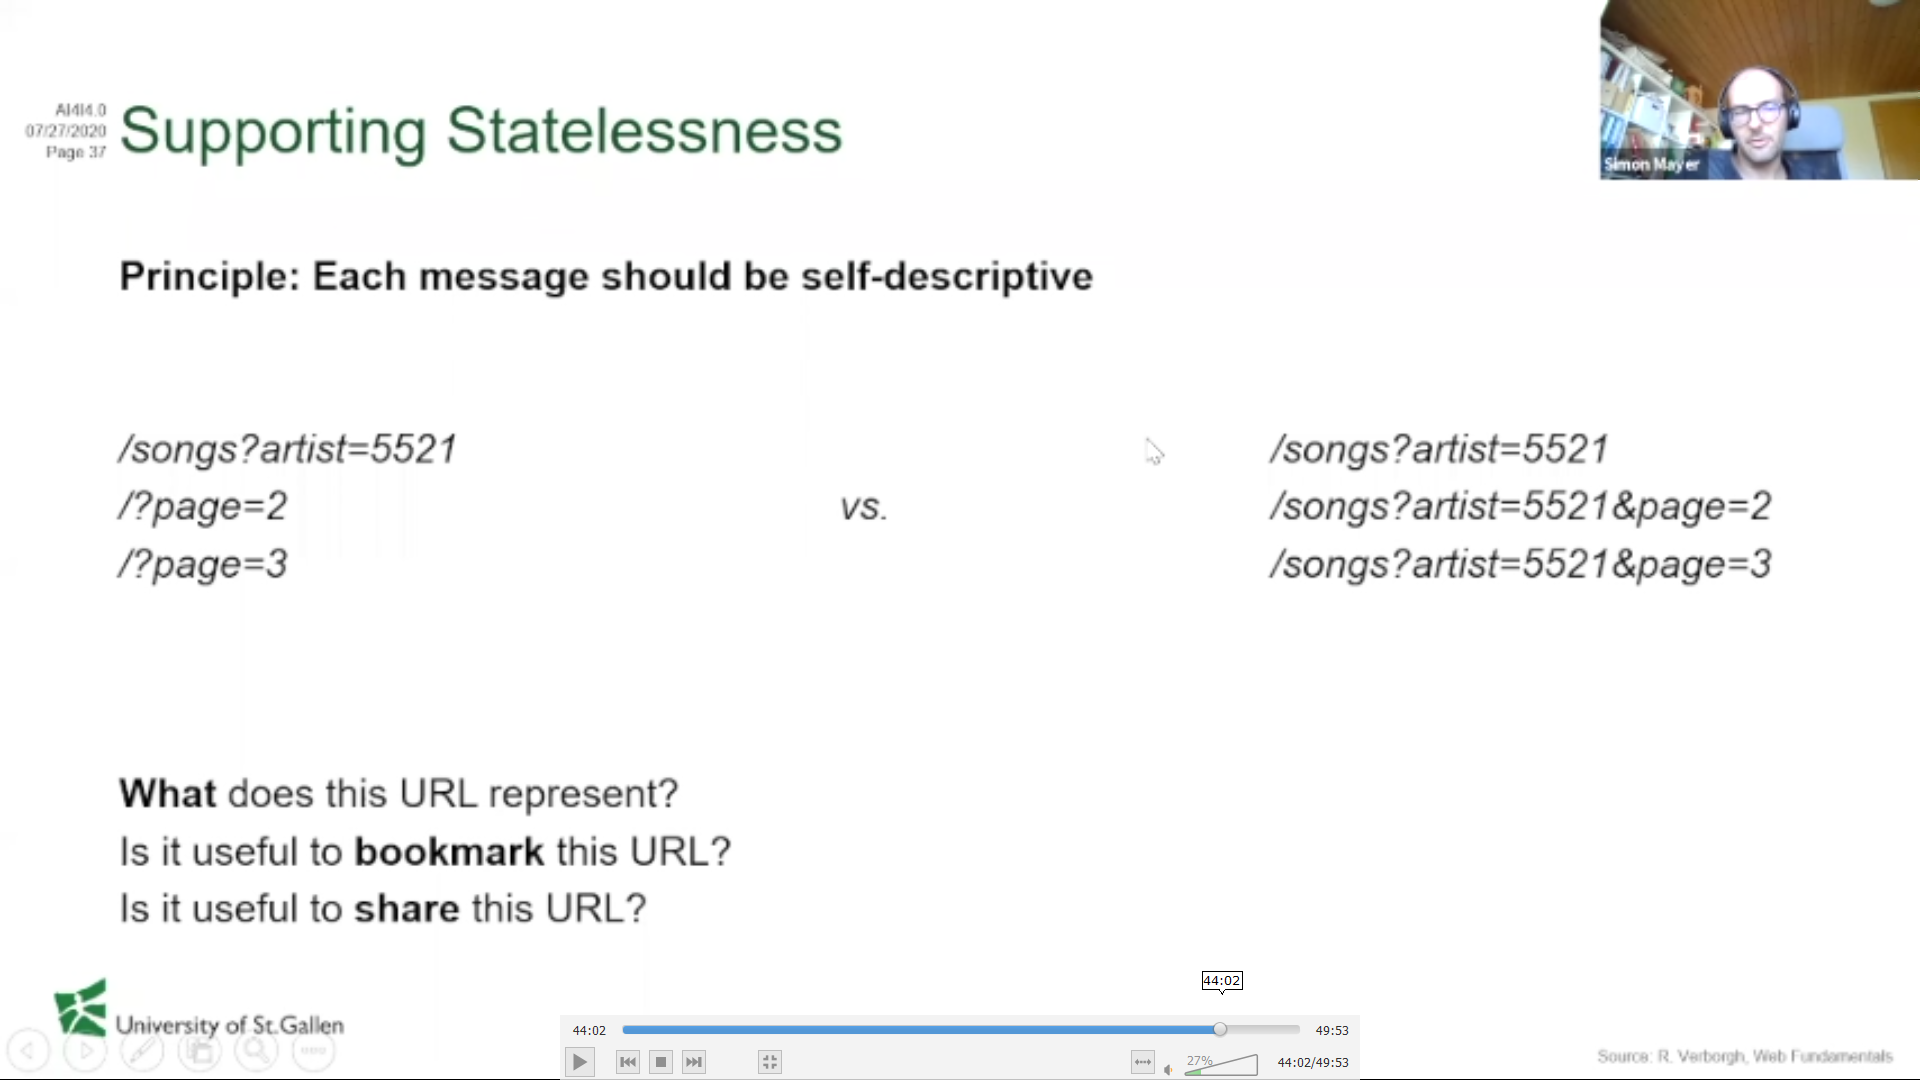 AI4I4.0
07/27/2020
Page 37
Supporting Statelessness
Simon Mayer
Principle: Each message should be self-descriptive
/songs?artist=5521
/?page=2
/?page=3
vs.
/songs?artist=5521
/songs?artist=5521&page=2
/songs?artist=5521&page=3
What does this URL represent?
Is it useful to bookmark this URL?
Is it useful to share this URL?
University of St.Gallen
44:02
44:02
49:53
27%
44:02/49:53
Source: R. Verborgh, Web Fundamentals